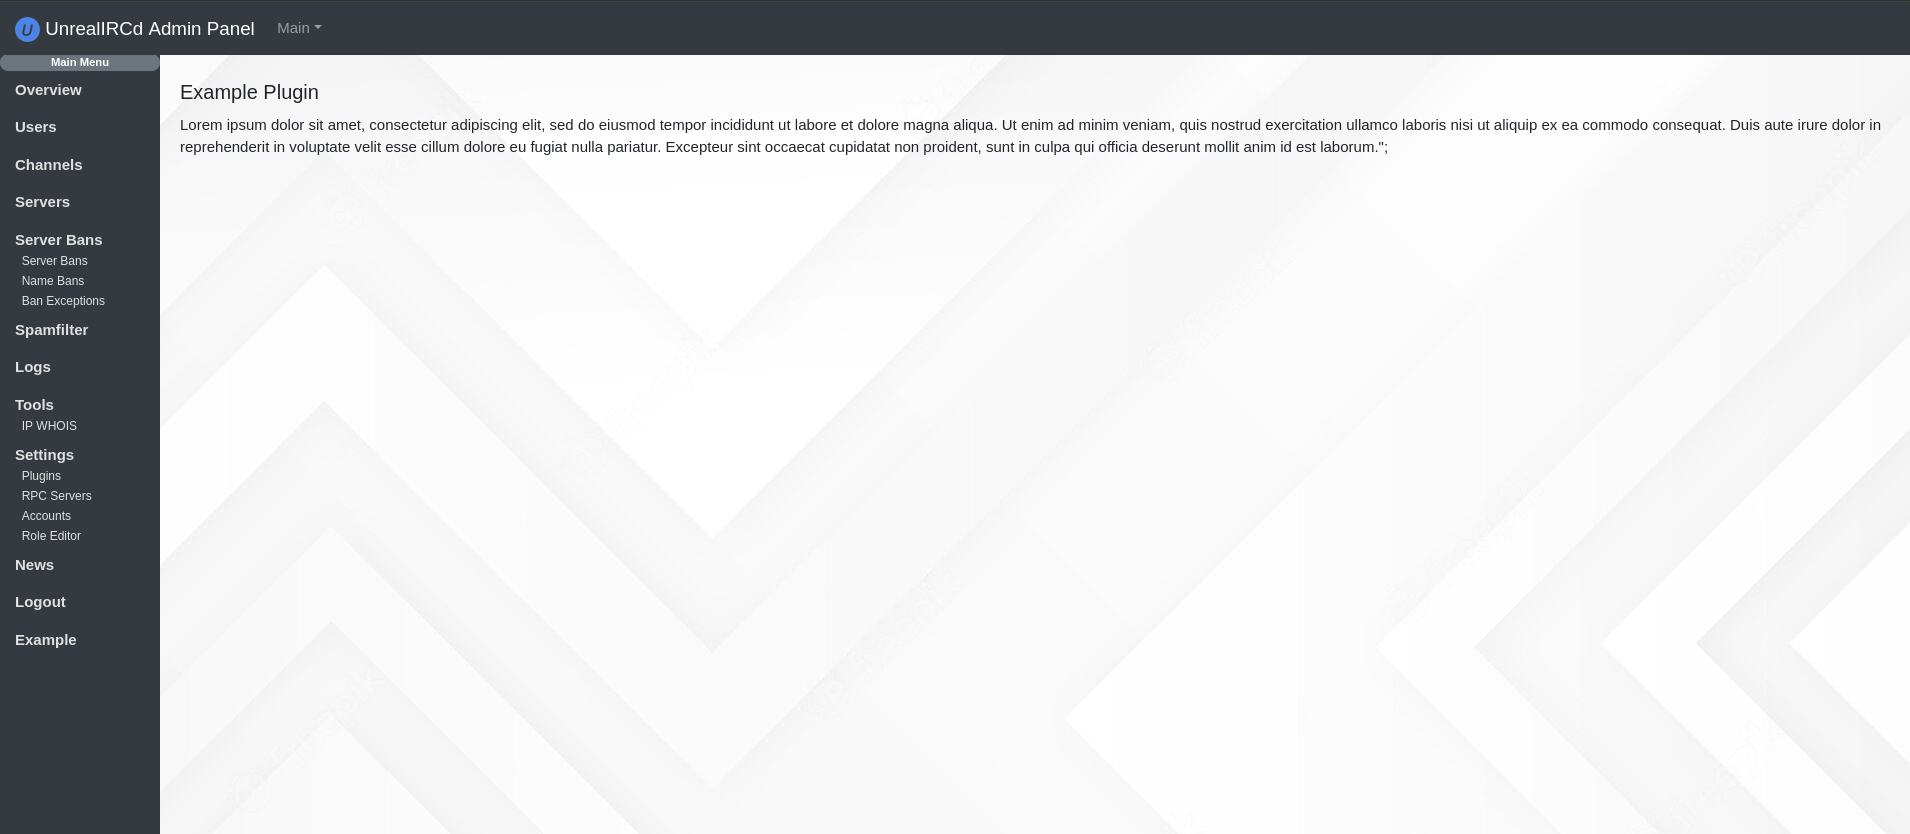 U UnrealIRCd Admin Panel Main
Main Menu
Overview
Users
Channels
Servers
Server Bans
Server Bans
Name Bans
Ban Exceptions
Spamfilter
Logs
Tools
IP WHOIS
Settings
Plugins
RPC Servers
Accounts
Role Editor
News
Logout
Example
Example Plugin
Lorem ipsum dolor sit amet, consectetur adipiscing elit, sed do eiusmod tempor incididunt ut labore et dolore magna aliqua. Ut enim ad minim veniam, quis nostrud exercitation ullamco laboris nisi ut aliquip ex ea commodo consequat. Duis aute irure dolor in
reprehenderit in voluptate velit esse cillum dolore eu fugiat nulla pariatur. Excepteur sint occaecat cupidatat non proident, sunt in culpa qui officia deserunt mollit anim id est laborum.";